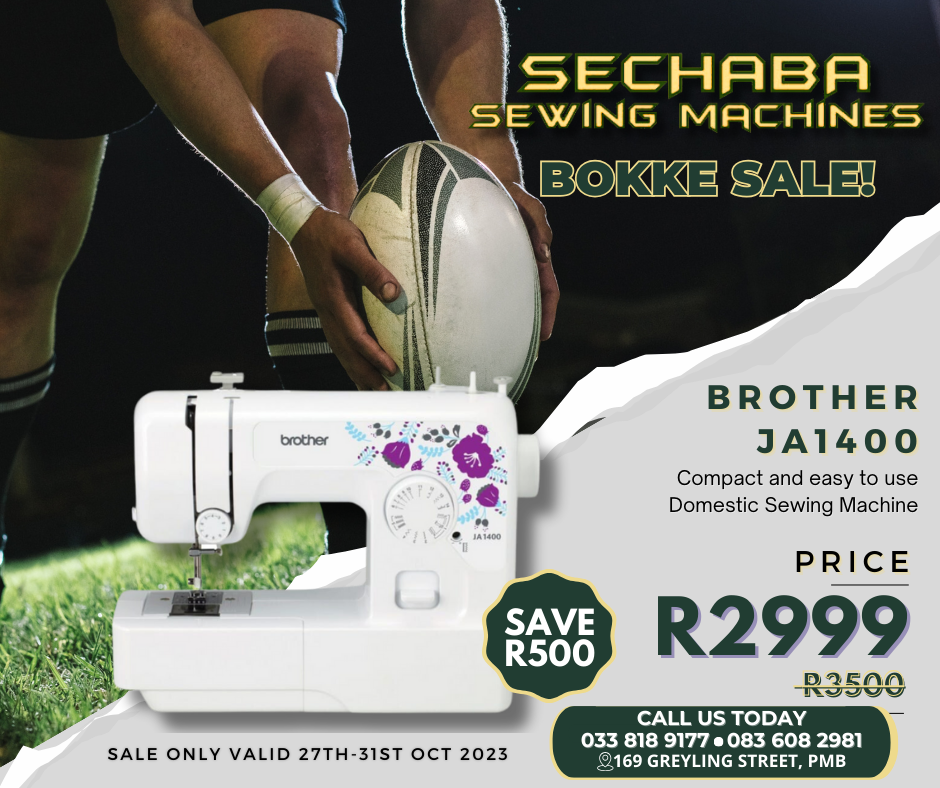 SECHABA
SEWING MACHINES
BOKKE SALE!
BROTHER
JA1400
Compact and easy to use
Domestic Sewing Machine
brother
JA1400
PRICE
R2999
R3500
SAVE
R500
CALL US TODAY
033 818 9177 • 083 608 2981
169 GREYLING STREET, PMB
SALE ONLY VALID 27TH-31ST OCT 2023